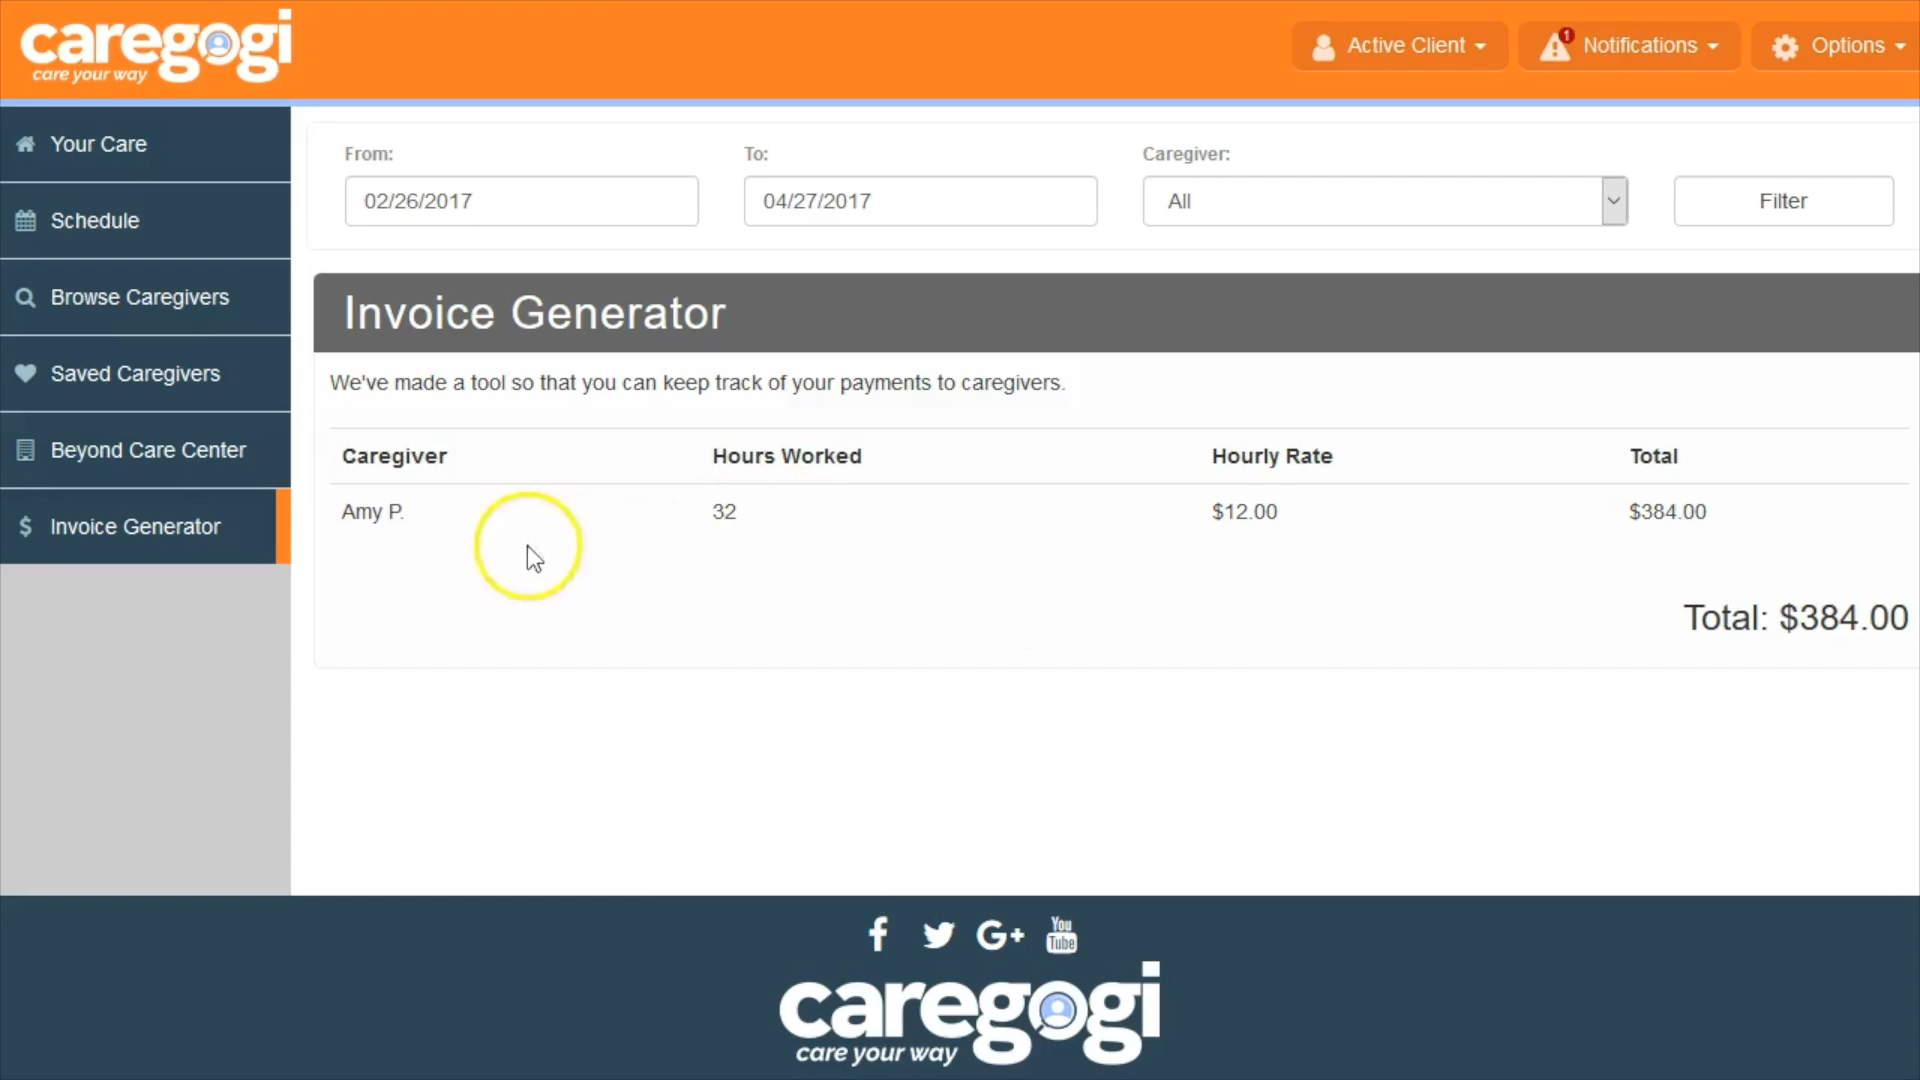 caregogi
care your way
Active Client
1
Notifications
Options
Your Care
Schedule
Browse Caregivers
Saved Caregivers
Beyond Care Center
Invoice Generator
From:
To:
Caregiver:
02/26/2017
04/27/2017
All
Filter
Invoice Generator
We've made a tool so that you can keep track of your payments to caregivers.
Caregiver Hours Worked Hourly Rate Total
Amy P. 32 $12.00 $384.00
Total: $384.00
You
Tube
caregogi
care your way